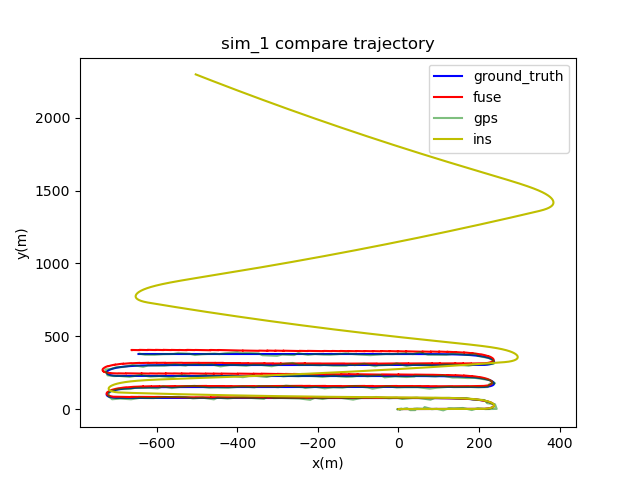 sim_1 compare trajectory
ground_truth
fuse
gps
ins
y(m)
2000
1500
1000
500
0
−600
−400
−200
0
200
400
x(m)